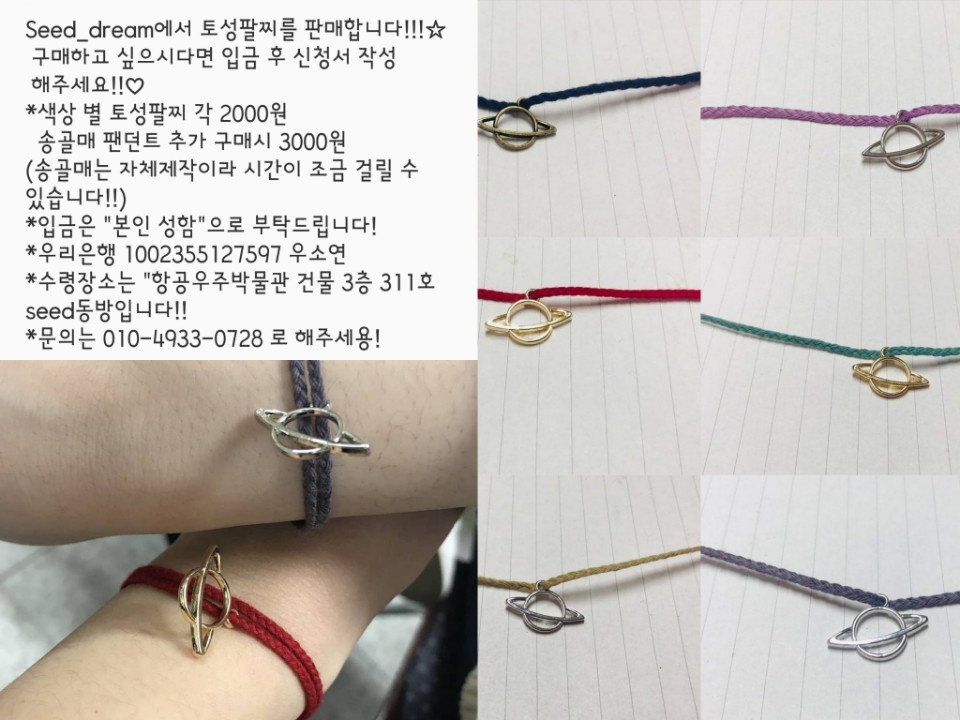 Seed_dream에서 토성팔찌를 판매합니다!!!☆
구매하고 싶으시다면 입금 후 신청서 작성
해주세요!!♡
*색상 별 토성팔찌 각 2000원
송골매 팬던트 추가 구매시 3000원
(송골매는 자체제작이라 시간이 조금 걸릴 수
있습니다!!)
*입금은 "본인 성함"으로 부탁드립니다!
*우리은행 1002355127597 우소연
*수령장소는 "항공우주박물관 건물 3층 311호
seed동방입니다!!
*문의는 010-4933-0728 로 해주세용!